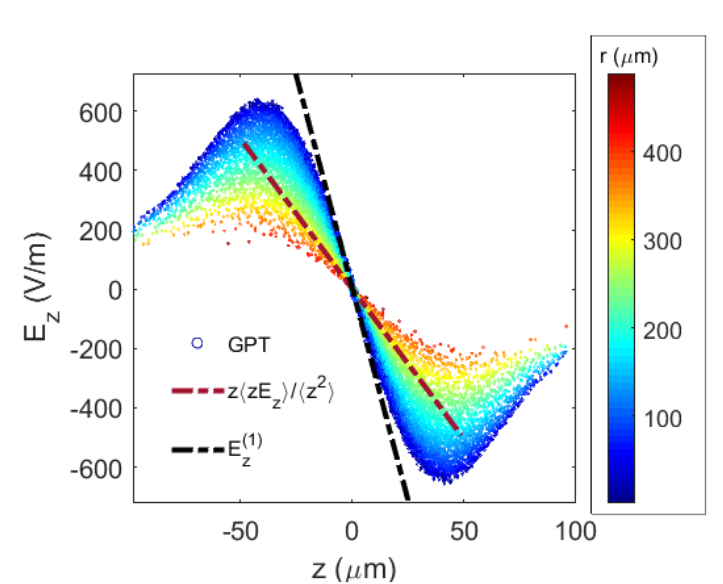 r (μm)
600
400
200
0
-200
-400
-600
E_z (V/m)
-50
0
50
100
z (μm)
GPT
z⟨zE_z⟩/⟨z²⟩
E_z^(1)
400
300
200
100